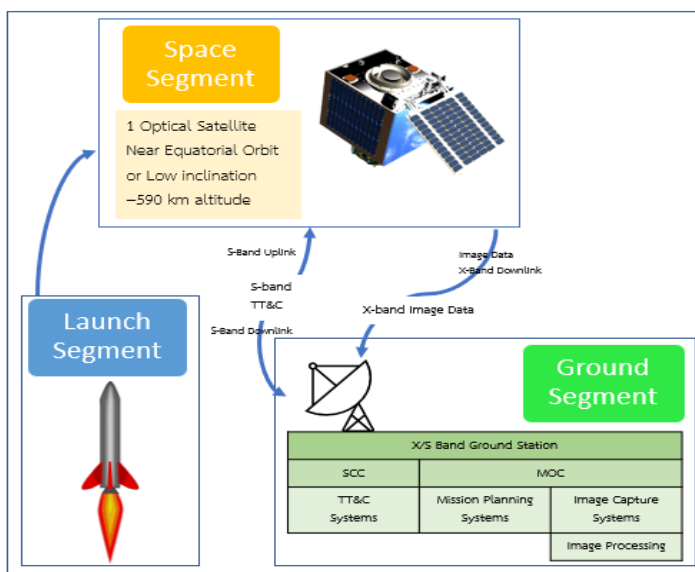 Space
Segment
1 Optical Satellite
Near Equatorial Orbit
or Low inclination
~590 km altitude
S-Band Uplink
S-band
TT&C
S-Band Downlink
Image Data
X-Band Downlink
X-band Image Data
Launch
Segment
Ground
Segment
X/S Band Ground Station
SCC
MOC
TT&C
Systems
Mission Planning
Systems
Image Capture
Systems
Image Processing